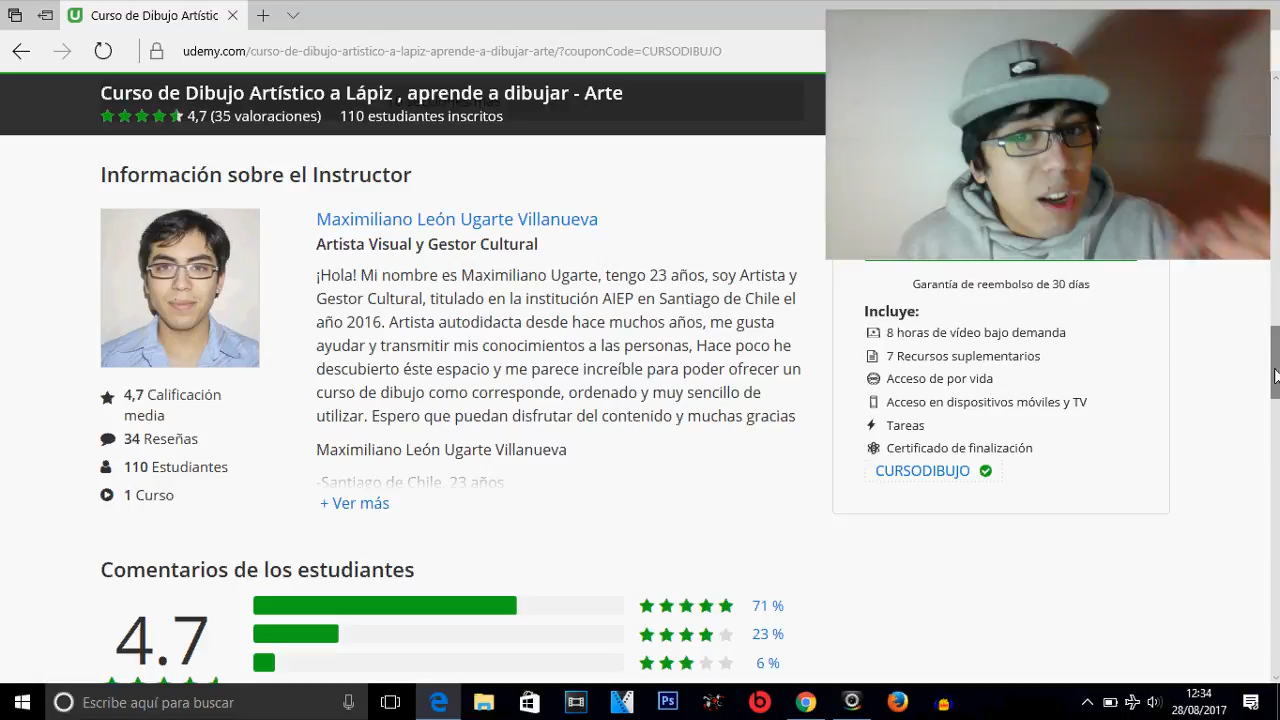 Curso de Dibujo Artístic
udemy.com/curso-de-dibujo-artistico-a-lapiz-aprende-a-dibujar-arte/?couponCode=CURSODIBUJO
Curso de Dibujo Artístico a Lápiz , aprende a dibujar - Arte
4,7 (35 valoraciones) 110 estudiantes inscritos
Información sobre el Instructor
Maximiliano León Ugarte Villanueva
Artista Visual y Gestor Cultural
¡Hola! Mi nombre es Maximiliano Ugarte, tengo 23 años, soy Artista y
Gestor Cultural, titulado en la institución AIEP en Santiago de Chile el
año 2016. Artista autodidacta desde hace muchos años, me gusta
ayudar y transmitir mis conocimientos a las personas, Hace poco he
descubierto éste espacio y me parece increíble para poder ofrecer un
curso de dibujo como corresponde, ordenado y muy sencillo de
utilizar. Espero que puedan disfrutar del contenido y muchas gracias
Maximiliano León Ugarte Villanueva
-Santiago de Chile, 23 años
+ Ver más
4,7 Calificación
media
34 Reseñas
110 Estudiantes
1 Curso
Garantía de reembolso de 30 días
Incluye:
8 horas de vídeo bajo demanda
7 Recursos suplementarios
Acceso de por vida
Acceso en dispositivos móviles y TV
Tareas
Certificado de finalización
CURSODIBUJO
Comentarios de los estudiantes
4.7
71 %
23 %
6 %
Escribe aquí para buscar
Ps
12:34
28/08/2017